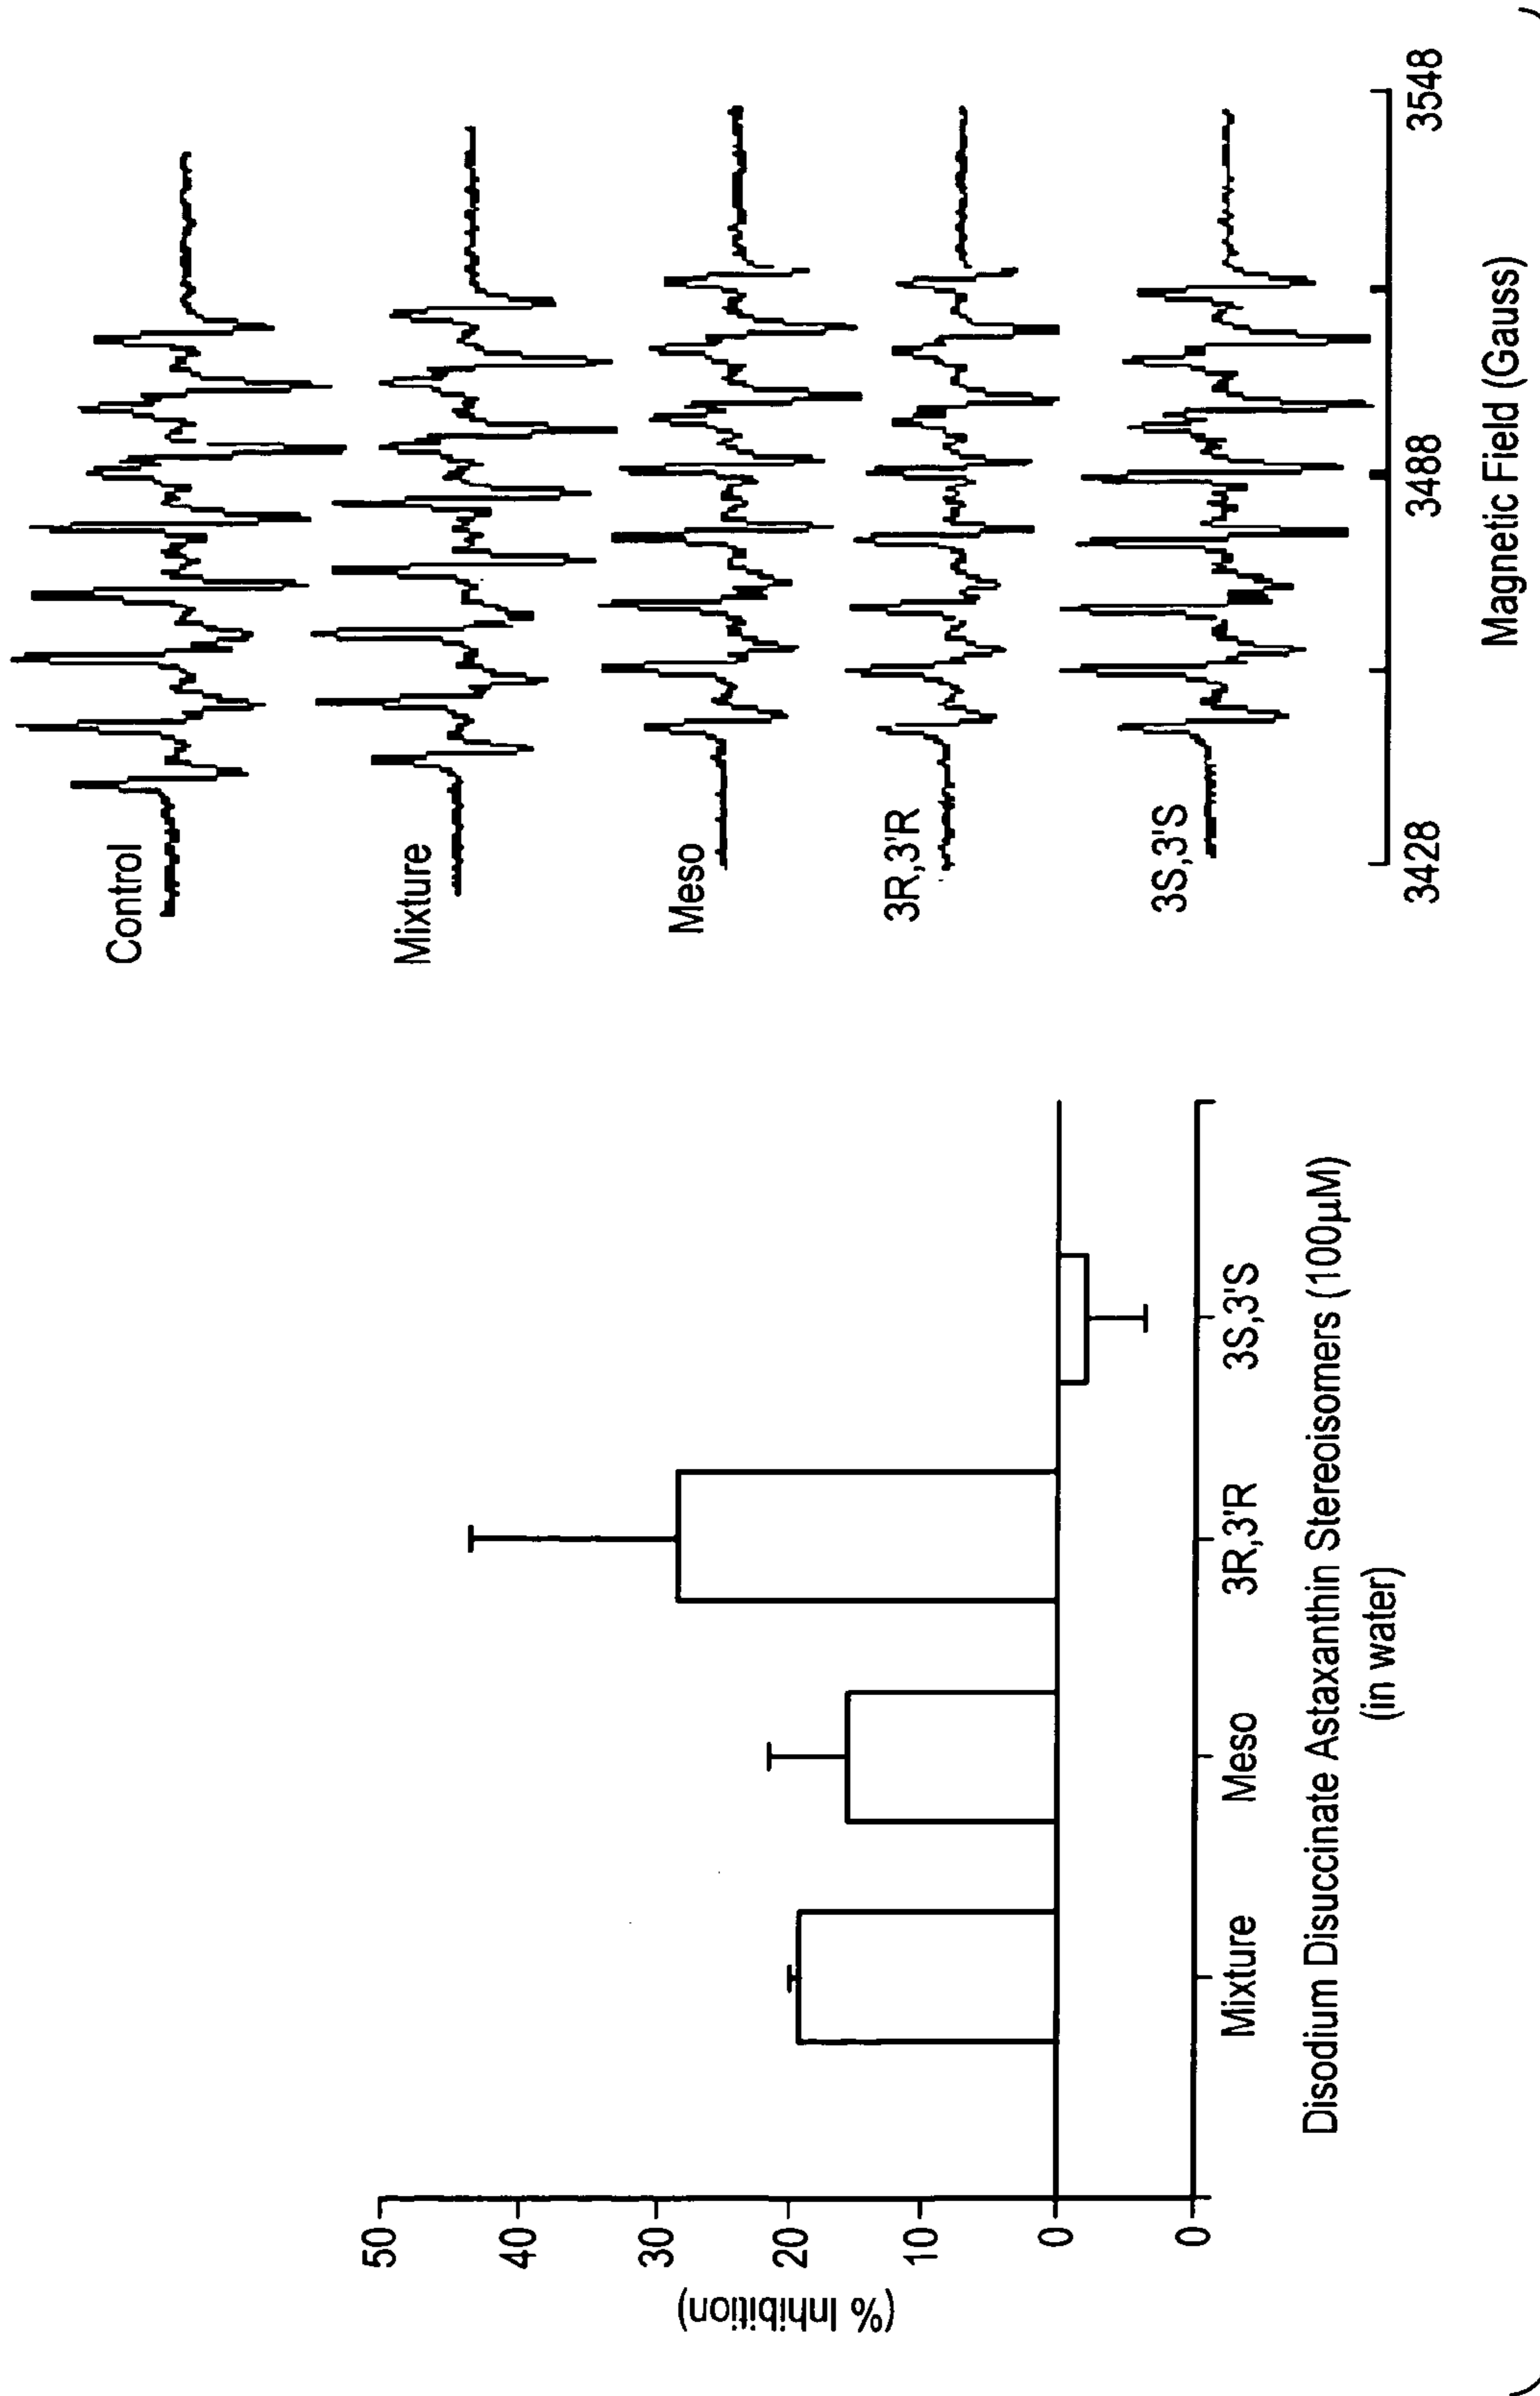 50
40
30
20
10
0
0
(% Inhibition)
Mixture
Meso
3R,3'R
3S,3'S
Disodium Disuccinate Astaxanthin Stereoisomers (100µM)
(in water)
Control
Mixture
Meso
3R,3'R
3S,3'S
3428
3488
3548
Magnetic Field (Gauss)